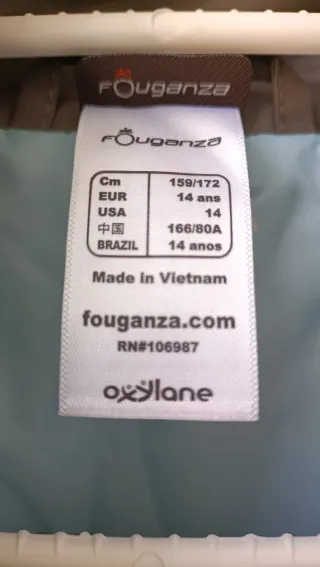 FOUGANZA
FOUGANZA
Cm 159/172
EUR 14 ans
USA 14
中国 166/80A
BRAZIL 14 anos
Made in Vietnam
fouganza.com
RN#106987
oxylane